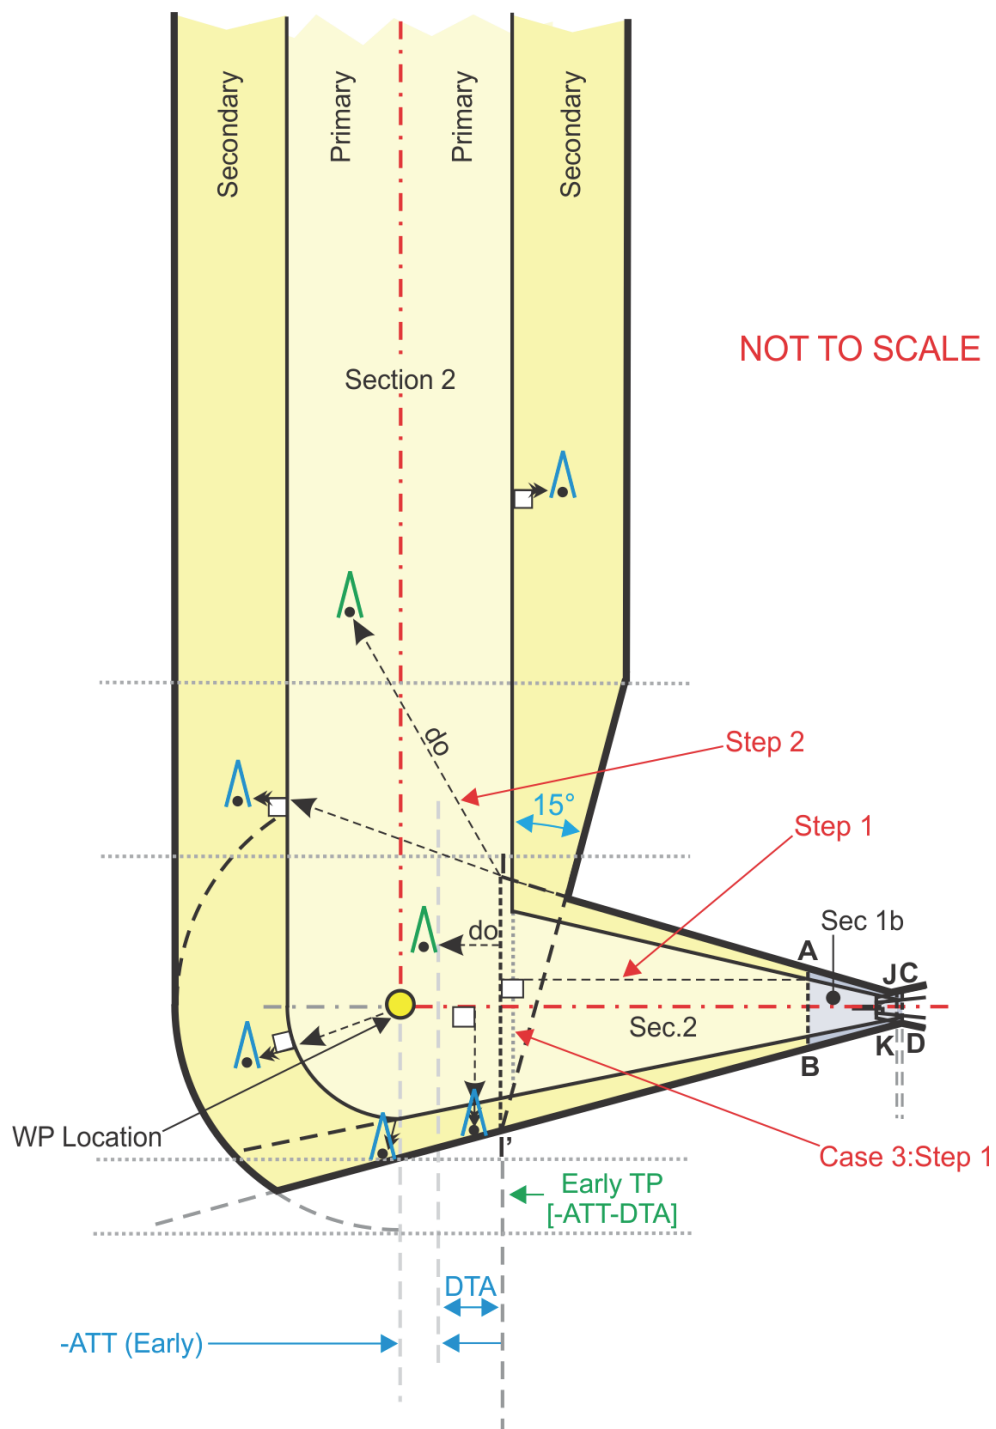 Secondary
Primary
Primary
Secondary
NOT TO SCALE
Section 2
do
Step 2
15°
Step 1
do
Sec 1b
A
J
C
Sec.2
B
K
D
WP Location
’
Case 3:Step 1
Early TP
[-ATT-DTA]
DTA
-ATT (Early)